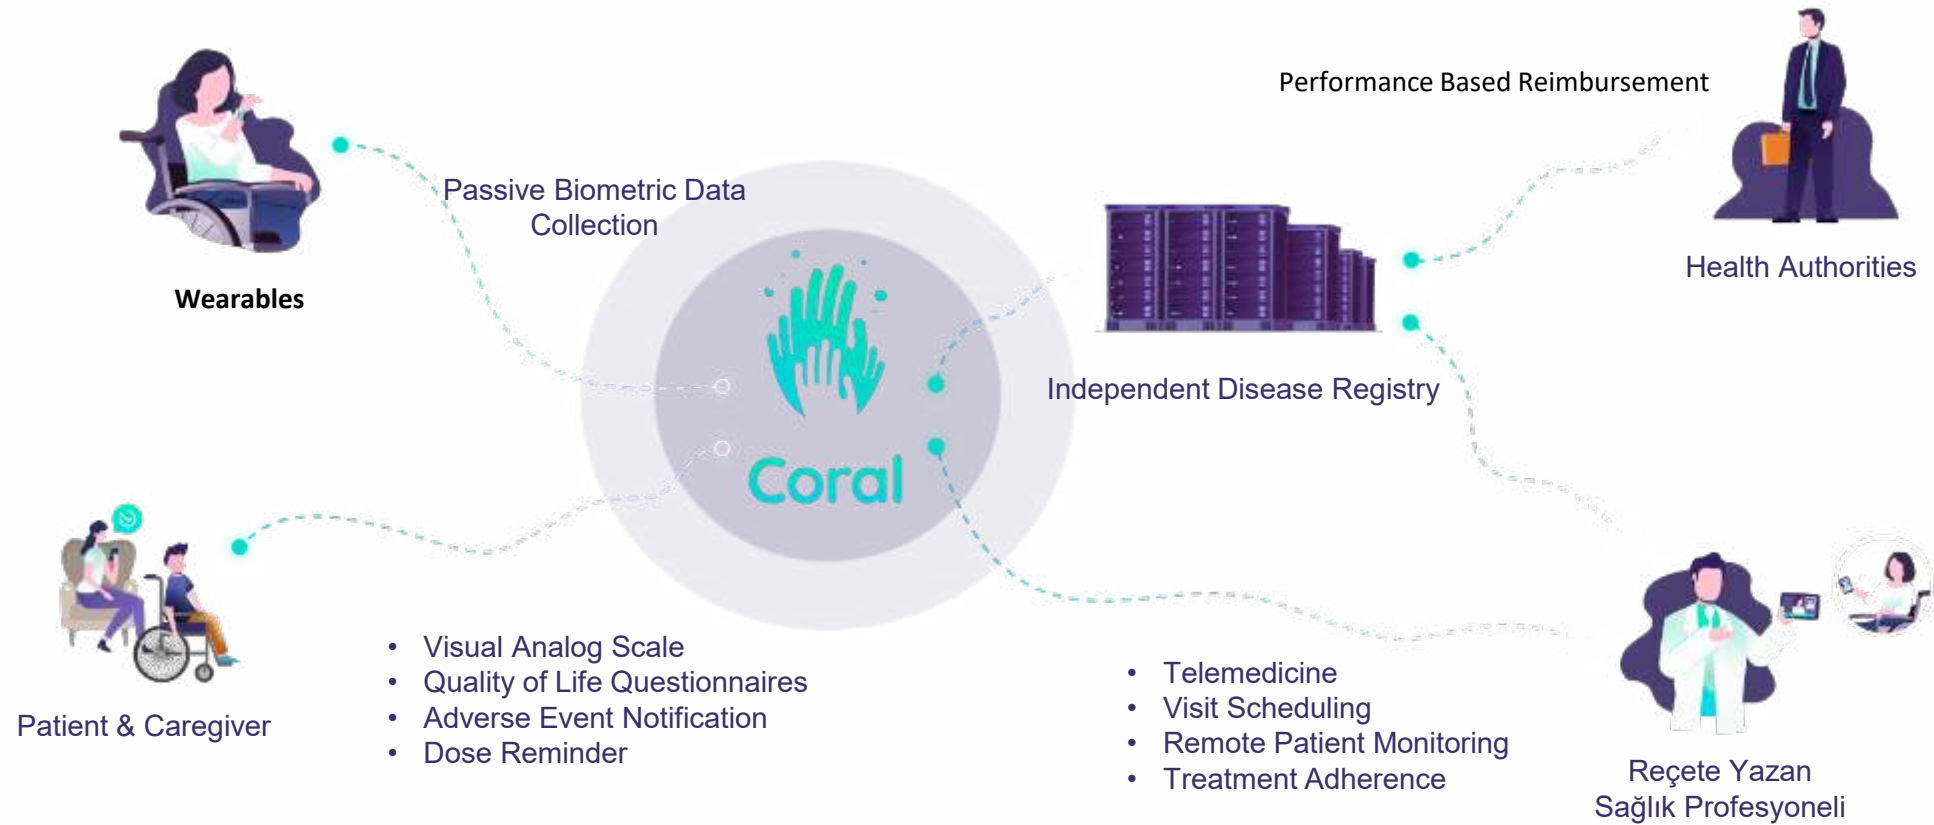 Performance Based Reimbursement
Passive Biometric Data
Collection
Wearables
Health Authorities
Independent Disease Registry
Coral
Patient & Caregiver
• Visual Analog Scale
• Quality of Life Questionnaires
• Adverse Event Notification
• Dose Reminder
• Telemedicine
• Visit Scheduling
• Remote Patient Monitoring
• Treatment Adherence
Reçete Yazan
Sağlık Profesyoneli